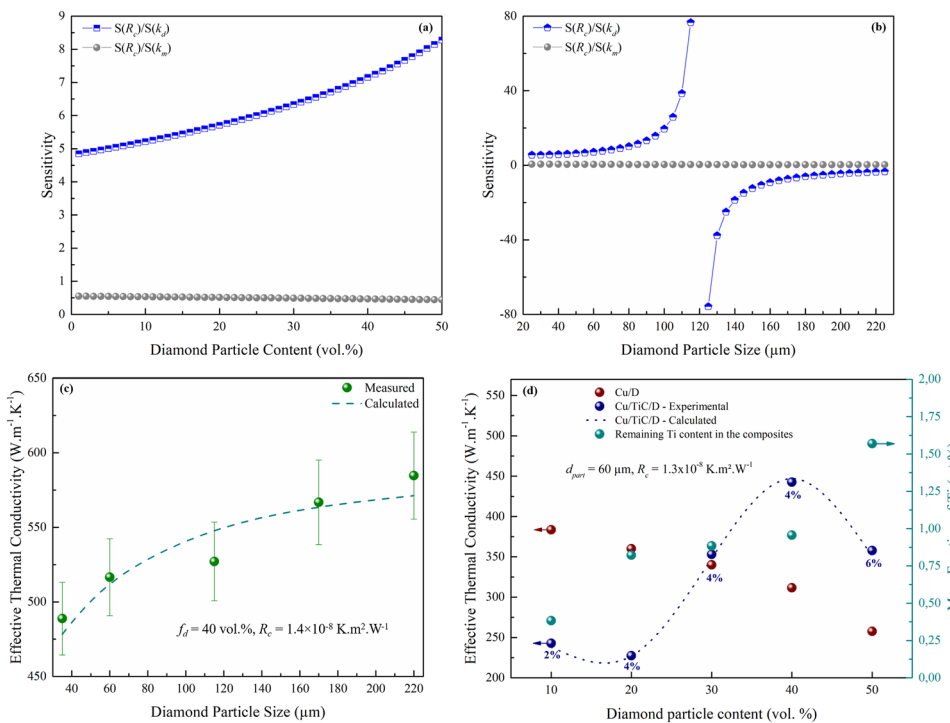 (a)
S(Rc)/S(kd)
S(Rc)/S(km)
Sensitivity
9
8
7
6
5
4
3
2
1
0
0 10 20 30 40 50
Diamond Particle Content (vol.%)
(b)
S(Rc)/S(kd)
S(Rc)/S(km)
Sensitivity
80
40
0
-40
-80
20 40 60 80 100 120 140 160 180 200 220
Diamond Particle Size (µm)
(c)
Measured
Calculated
Effective Thermal Conductivity (W.m-1.K-1)
650
600
550
500
450
fd = 40 vol.%, Rc = 1.4×10-8 K.m².W-1
40 60 80 100 120 140 160 180 200 220
Diamond Particle Size (µm)
(d)
Cu/D
Cu/TiC/D - Experimental
Cu/TiC/D - Calculated
Remaining Ti content in the composites
dpart = 60 µm, Rc = 1.3x10-8 K.m².W-1
Effective Thermal Conductivity (W.m-1.K-1)
550
500
450
400
350
300
250
200
2%
4%
4%
4%
6%
2,00
1,75
1,50
1,25
1,00
0,75
0,50
0,25
0,00
10 20 30 40 50
Diamond particle content (vol. %)